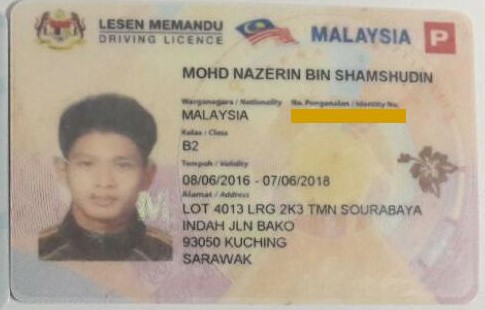 LESEN MEMANDU
DRIVING LICENCE
MALAYSIA
P
MOHD NAZERIN BIN SHAMSHUDIN
Warganegara / Nationality
No. Pengenalan / Identity No.
MALAYSIA
Kelas / Class
B2
Tempoh / Validity
08/06/2016 - 07/06/2018
Alamat / Address
LOT 4013 LRG 2K3 TMN SOURABAYA
INDAH JLN BAKO
93050 KUCHING
SARAWAK